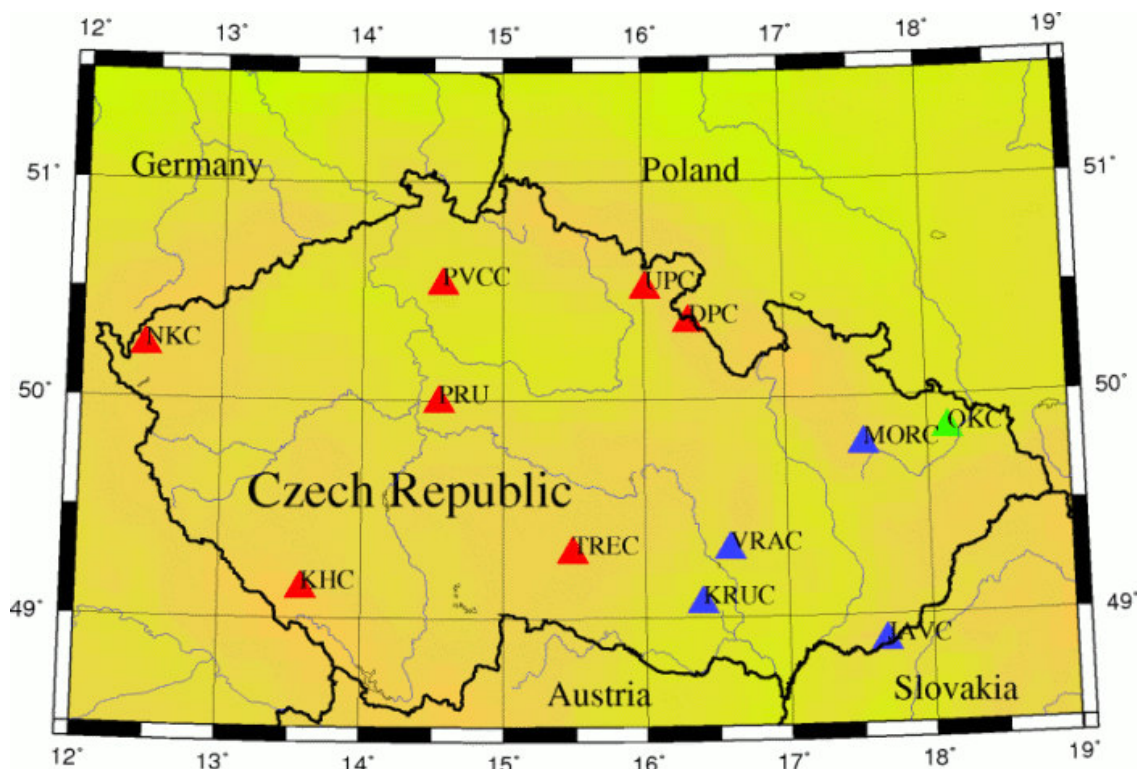 12° 13° 14° 15° 16° 17° 18° 19°
Germany
Poland
51°
51°
PVCC
UPC
DPC
NKC
50°
50°
PRU
OKC
MORC
Czech Republic
TREC
VRAC
KHC
KRUC
49°
49°
JAVC
Austria
Slovakia
12° 13° 14° 15° 16° 17° 18° 19°